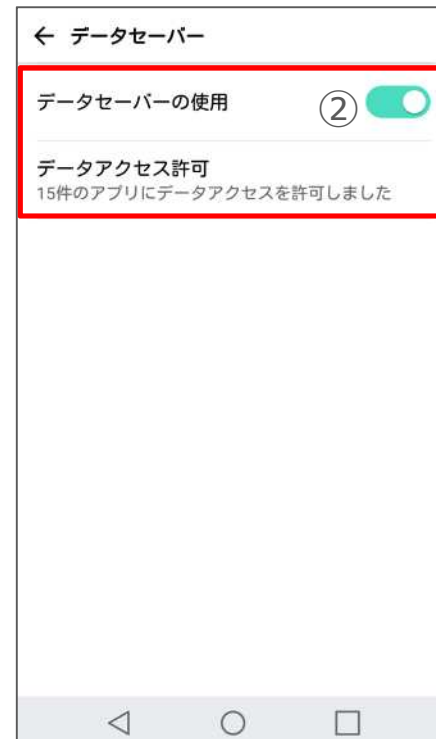 ← データセーバー
データセーバーの使用 ②
データアクセス許可
15件のアプリにデータアクセスを許可しました